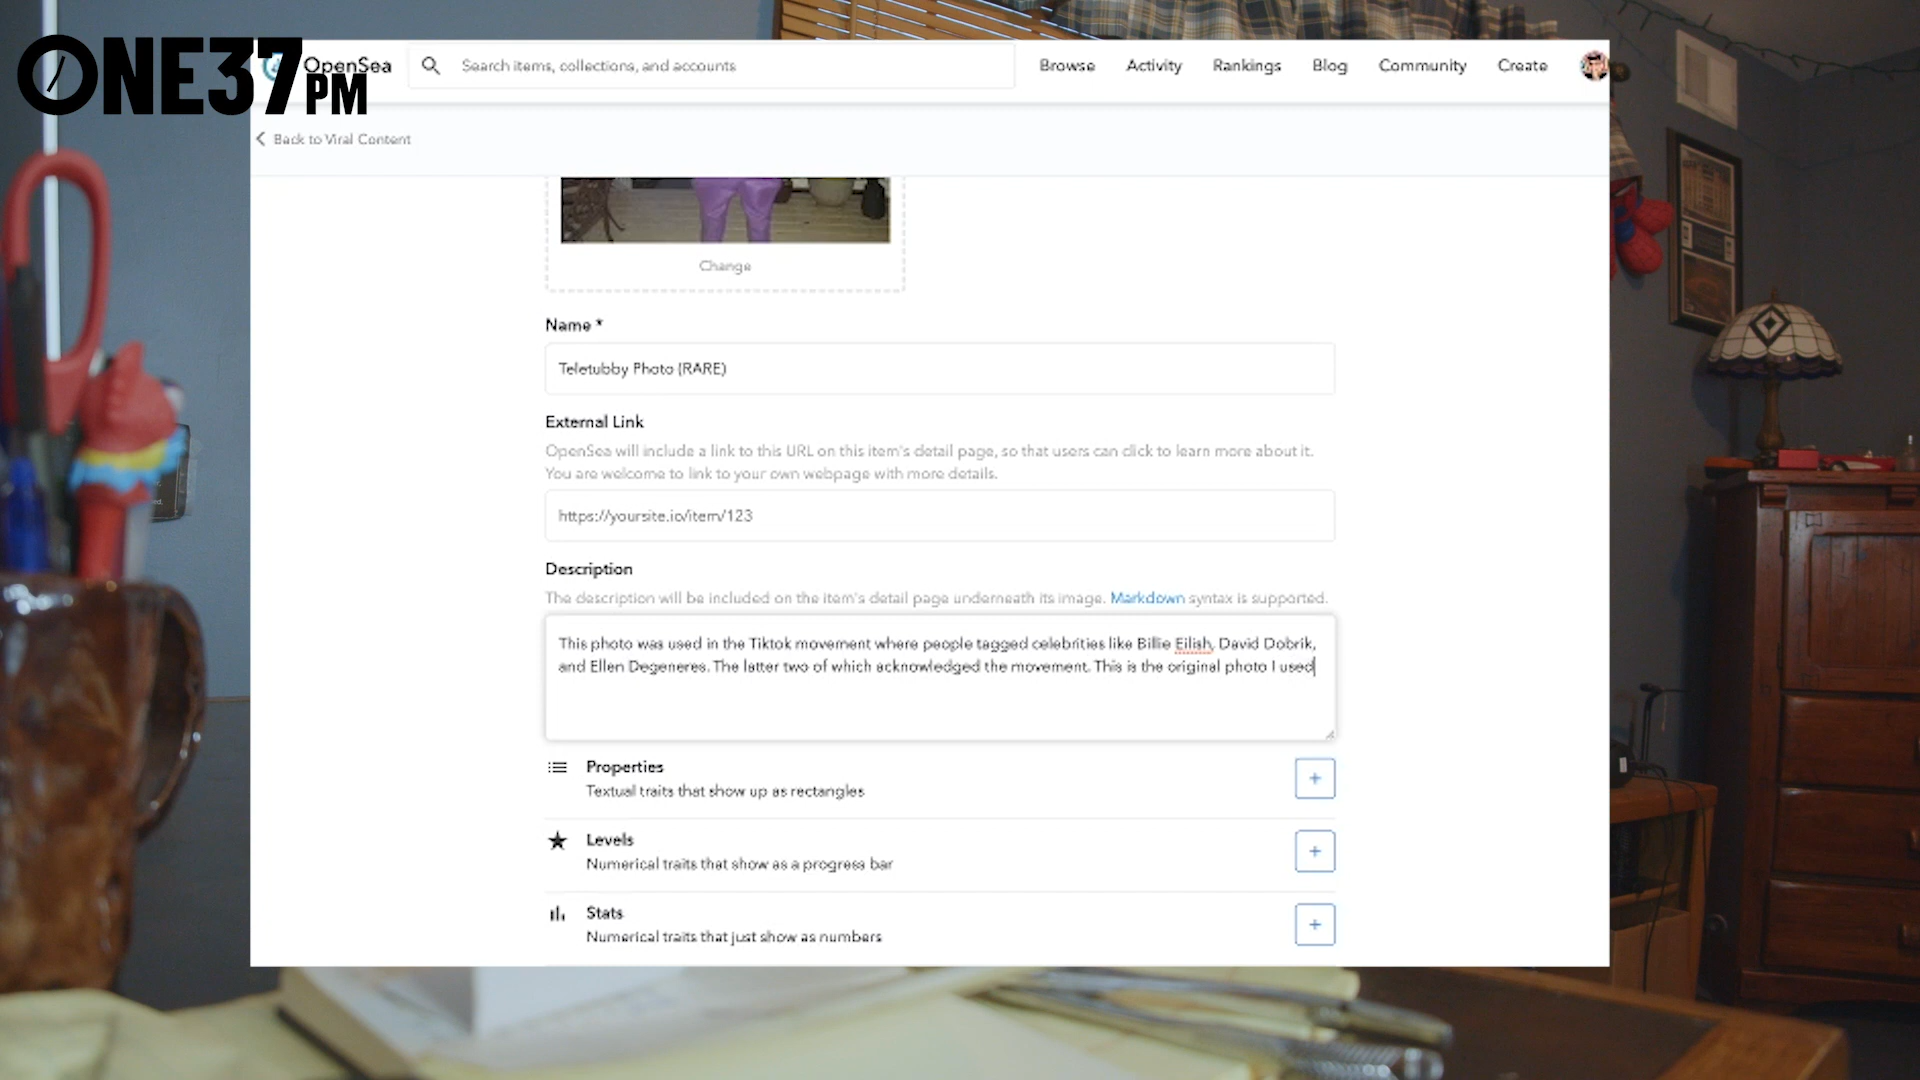 ONE37PM
OpenSea
Search items, collections, and accounts
Browse
Activity
Rankings
Blog
Community
Create
Back to Viral Content
Change
Name *
Teletubby Photo (RARE)
External Link
OpenSea will include a link to this URL on this item's detail page, so that users can click to learn more about it.
You are welcome to link to your own webpage with more details.
https://yoursite.io/item/123
Description
The description will be included on the item's detail page underneath its image. Markdown syntax is supported.
This photo was used in the Tiktok movement where people tagged celebrities like Billie Eilish, David Dobrik,
and Ellen Degeneres. The latter two of which acknowledged the movement. This is the original photo I used
Properties
Textual traits that show up as rectangles
Levels
Numerical traits that show as a progress bar
Stats
Numerical traits that just show as numbers